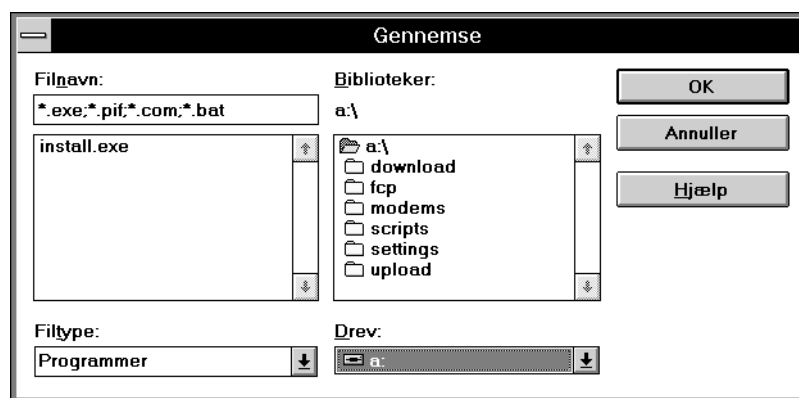 Gennemse
Filnavn:
*.exe;*.pif;*.com;*.bat
install.exe
Filtype:
Programmer
Biblioteker:
a:\
a:\
download
fcp
modems
scripts
settings
upload
Drev:
a:
OK
Annuller
Hjælp